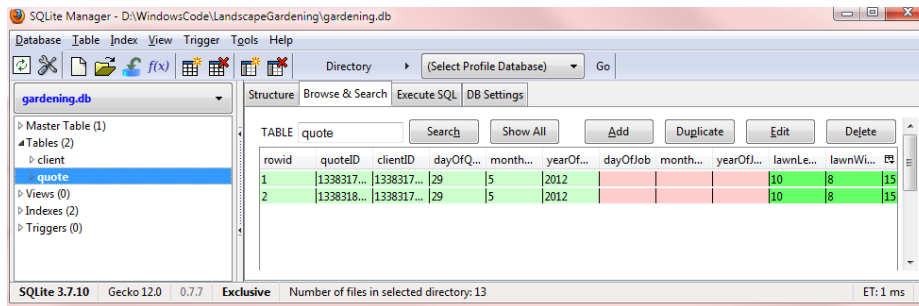 SQLite Manager - D:\WindowsCode\LandscapeGardening\gardening.db
Database Table Index View Trigger Tools Help
f(x) Directory (Select Profile Database) Go
gardening.db
Master Table (1)
Tables (2)
client
quote
Views (0)
Indexes (2)
Triggers (0)
Structure Browse & Search Execute SQL DB Settings
TABLE quote Search Show All Add Duplicate Edit Delete
rowid quoteID clientID dayOfQ... month... yearOf... dayOfJob month... yearOfJ... lawnLe... lawnWi...
1 1338317... 1338317... 29 5 2012 10 8 15
2 1338318... 1338317... 29 5 2012 10 8 15
SQLite 3.7.10 Gecko 12.0 0.7.7 Exclusive Number of files in selected directory: 13 ET: 1 ms